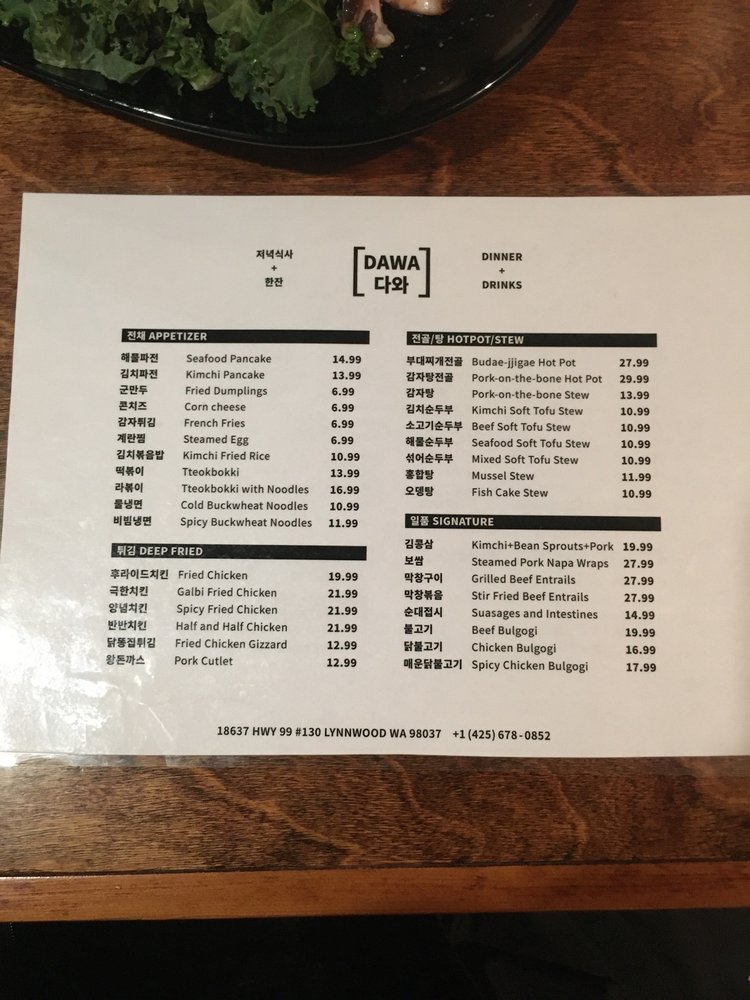 저녁식사
+
한잔
DAWA
다와
DINNER
+
DRINKS
전채 APPETIZER
해물파전 Seafood Pancake 14.99
김치파전 Kimchi Pancake 13.99
군만두 Fried Dumplings 6.99
콘치즈 Corn cheese 6.99
감자튀김 French Fries 6.99
계란찜 Steamed Egg 6.99
김치볶음밥 Kimchi Fried Rice 10.99
떡볶이 Tteokbokki 13.99
라볶이 Tteokbokki with Noodles 16.99
물냉면 Cold Buckwheat Noodles 10.99
비빔냉면 Spicy Buckwheat Noodles 11.99
튀김 DEEP FRIED
후라이드치킨 Fried Chicken 19.99
극한치킨 Galbi Fried Chicken 21.99
양념치킨 Spicy Fried Chicken 21.99
반반치킨 Half and Half Chicken 21.99
닭똥집튀김 Fried Chicken Gizzard 12.99
왕돈까스 Pork Cutlet 12.99
전골/탕 HOTPOT/STEW
부대찌개전골 Budae-jjigae Hot Pot 27.99
감자탕전골 Pork-on-the-bone Hot Pot 29.99
감자탕 Pork-on-the-bone Stew 13.99
김치순두부 Kimchi Soft Tofu Stew 10.99
소고기순두부 Beef Soft Tofu Stew 10.99
해물순두부 Seafood Soft Tofu Stew 10.99
섞어순두부 Mixed Soft Tofu Stew 10.99
홍합탕 Mussel Stew 11.99
오뎅탕 Fish Cake Stew 10.99
일품 SIGNATURE
김콩삼 Kimchi+Bean Sprouts+Pork 19.99
보쌈 Steamed Pork Napa Wraps 27.99
막창구이 Grilled Beef Entrails 27.99
막창볶음 Stir Fried Beef Entrails 27.99
순대접시 Suasages and Intestines 14.99
불고기 Beef Bulgogi 19.99
닭불고기 Chicken Bulgogi 16.99
매운닭불고기 Spicy Chicken Bulgogi 17.99
18637 HWY 99 #130 LYNNWOOD WA 98037 +1 (425) 678-0852